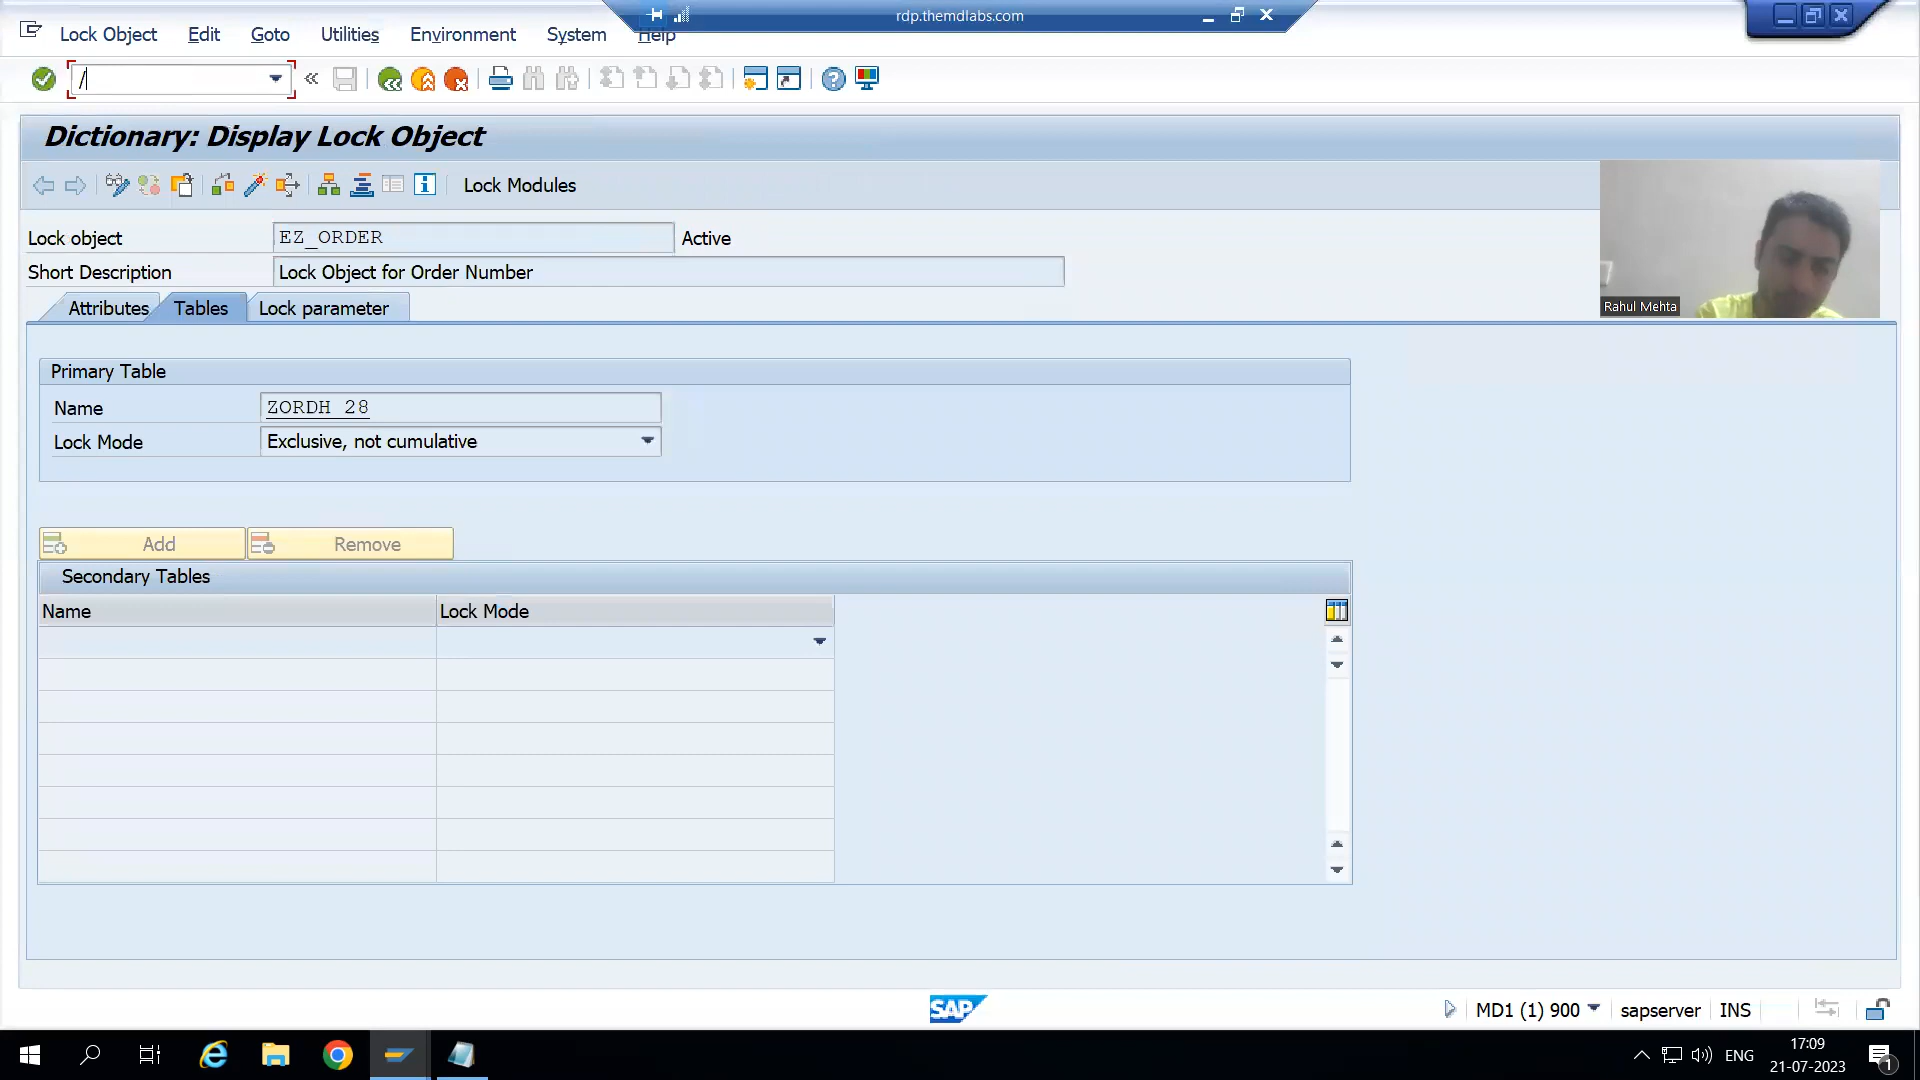 rdp.themdlabs.com
Lock Object Edit Goto Utilities Environment System Help
/
Dictionary: Display Lock Object
Lock Modules
Lock object EZ_ORDER Active
Short Description Lock Object for Order Number
Attributes Tables Lock parameter
Rahul Mehta
Primary Table
Name ZORDH_28
Lock Mode Exclusive, not cumulative
Add Remove
Secondary Tables
Name Lock Mode
SAP
MD1 (1) 900 sapserver INS
ENG
17:09
21-07-2023
1